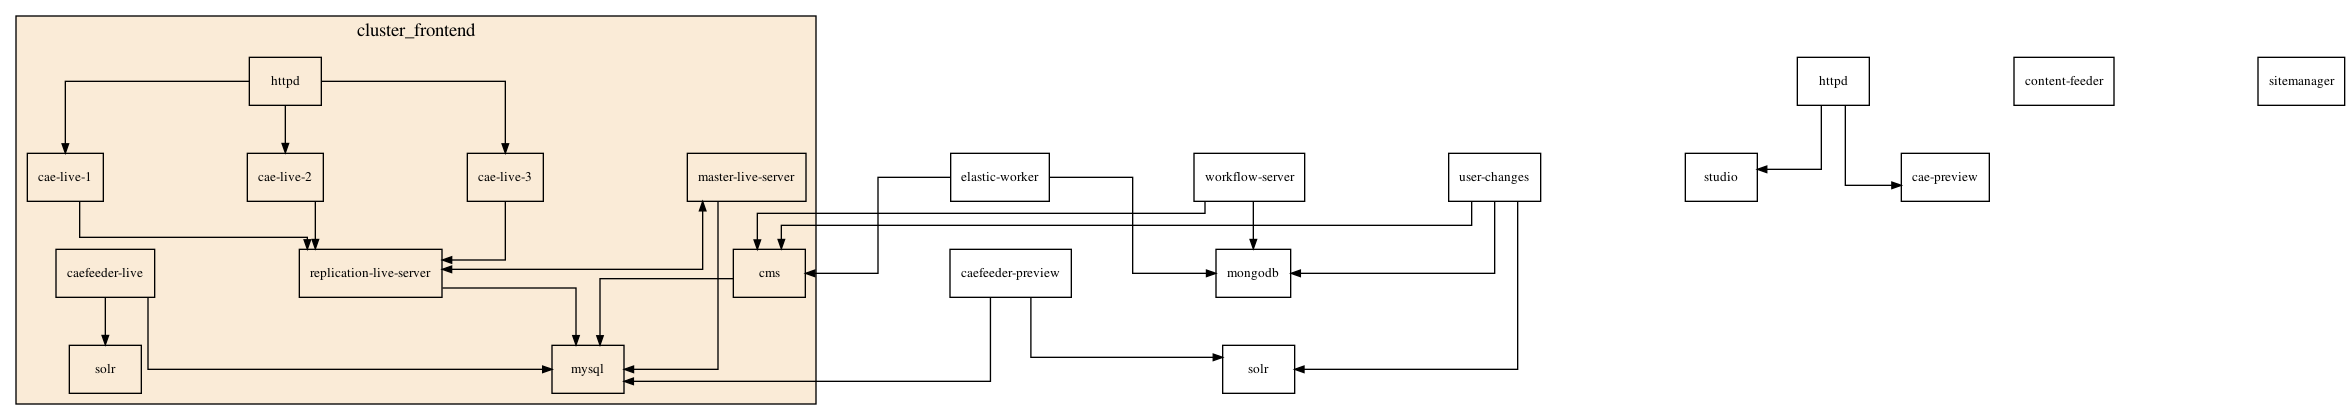 cluster_frontend
httpd
httpd
content-feeder
sitemanager
cae-live-1
cae-live-2
cae-live-3
master-live-server
elastic-worker
workflow-server
user-changes
studio
cae-preview
caefeeder-live
replication-live-server
cms
caefeeder-preview
mongodb
solr
mysql
solr